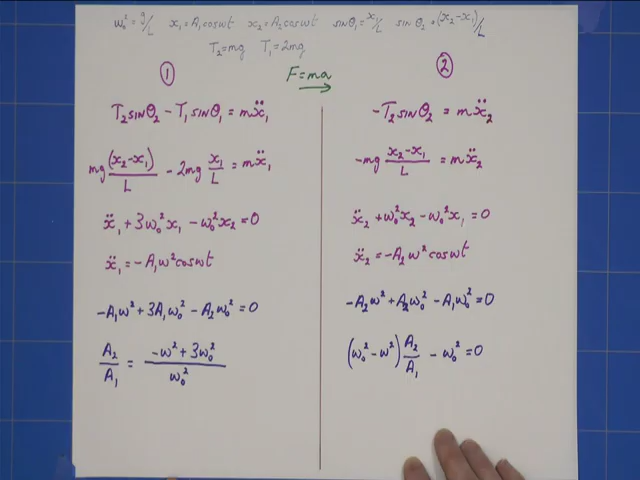 ω₀² = g/L x₁ = A₁cosωt x₂ = A₂cosωt sinθ₁ = x₁/L sinθ₂ = (x₂-x₁)/L
T₂ = mg T₁ = 2mg
F = ma
①
T₂sinθ₂ - T₁sinθ₁ = mẍ₁
mg (x₂-x₁)/L - 2mg x₁/L = mẍ₁
ẍ₁ + 3ω₀²x₁ - ω₀²x₂ = 0
ẍ₁ = -A₁ω²cosωt
-A₁ω² + 3A₁ω₀² - A₂ω₀² = 0
A₂/A₁ = (-ω² + 3ω₀²)/ω₀²
②
-T₂sinθ₂ = mẍ₂
-mg (x₂-x₁)/L = mẍ₂
ẍ₂ + ω₀²x₂ - ω₀²x₁ = 0
ẍ₂ = -A₂ω²cosωt
-A₂ω² + A₂ω₀² - A₁ω₀² = 0
(ω₀² - ω²) A₂/A₁ - ω₀² = 0